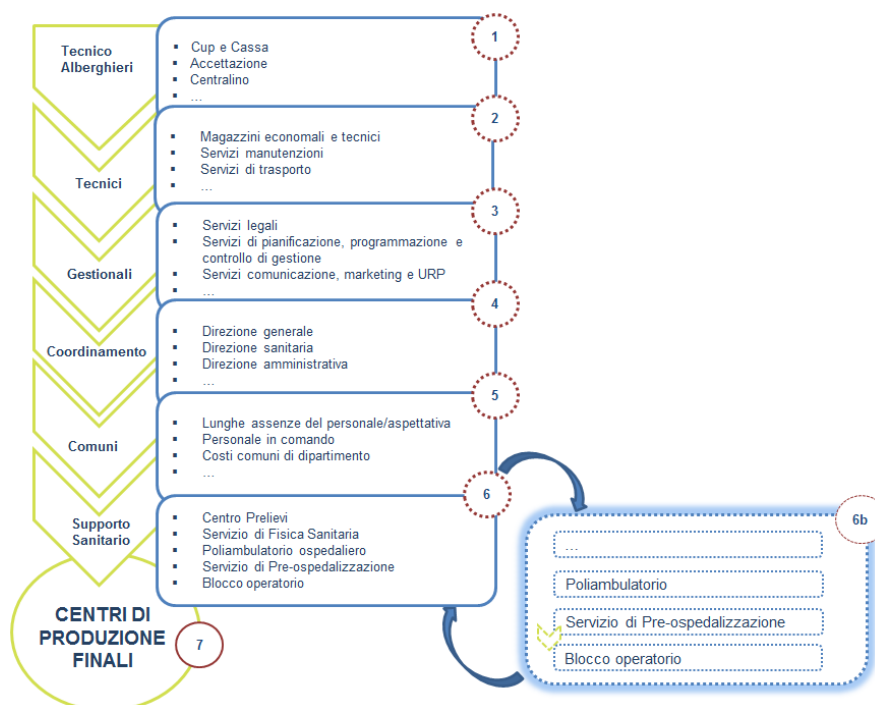 Tecnico
Alberghieri
1
▪ Cup e Cassa
▪ Accettazione
▪ Centralino
▪ ...
2
Tecnici
▪ Magazzini economali e tecnici
▪ Servizi manutenzioni
▪ Servizi di trasporto
▪ ...
3
Gestionali
▪ Servizi legali
▪ Servizi di pianificazione, programmazione e
controllo di gestione
▪ Servizi comunicazione, marketing e URP
▪ ...
4
Coordinamento
▪ Direzione generale
▪ Direzione sanitaria
▪ Direzione amministrativa
▪ ...
5
Comuni
▪ Lunghe assenze del personale/aspettativa
▪ Personale in comando
▪ Costi comuni di dipartimento
▪ ...
6
Supporto
Sanitario
▪ Centro Prelievi
▪ Servizio di Fisica Sanitaria
▪ Poliambulatorio ospedaliero
▪ Servizio di Pre-ospedalizzazione
▪ Blocco operatorio
6b
...
Poliambulatorio
Servizio di Pre-ospedalizzazione
Blocco operatorio
CENTRI DI
PRODUZIONE
FINALI
7